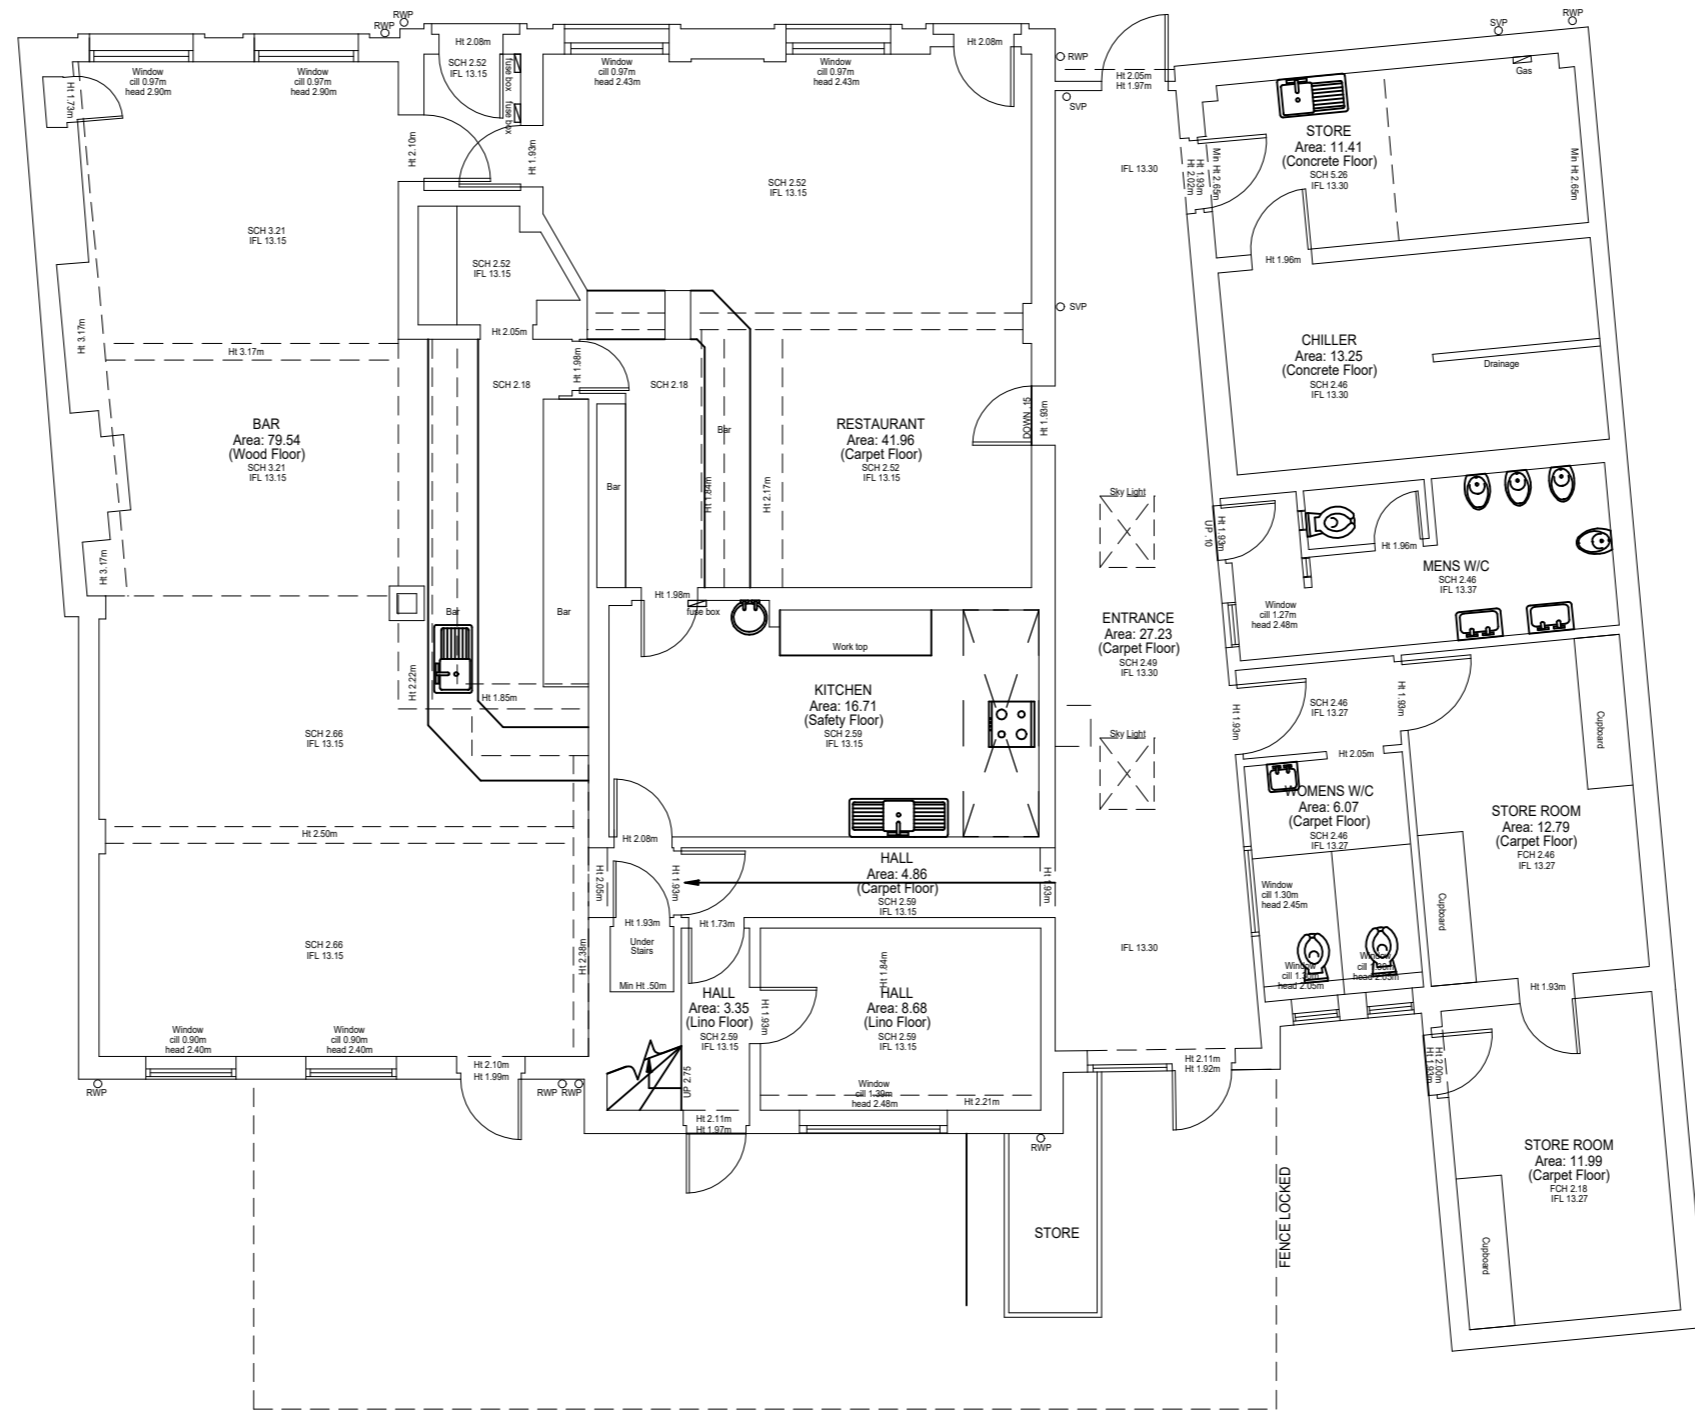 RWP
RWP
SVP
RWP
Ht 2.08m
SCH 2.52
IFL 13.15
fuse box
fuse box
Window
cill 0.97m
head 2.90m
Window
cill 0.97m
head 2.90m
Ht 1.73m
Window
cill 0.97m
head 2.43m
Window
cill 0.97m
head 2.43m
Ht 2.08m
RWP
Ht 2.05m
Ht 1.97m
SVP
Gas
Ht 2.10m
Ht 1.93m
SCH 2.52
IFL 13.15
IFL 13.30
Ht 1.93m
Ht 2.02m
Min Ht 2.65m
STORE
Area: 11.41
(Concrete Floor)
SCH 5.26
IFL 13.30
Min Ht 2.65m
SCH 3.21
IFL 13.15
SCH 2.52
IFL 13.15
Ht 1.96m
SVP
Ht 3.17m
Ht 3.17m
Ht 2.05m
Ht 1.98m
SCH 2.18
SCH 2.18
CHILLER
Area: 13.25
(Concrete Floor)
SCH 2.46
IFL 13.30
Drainage
BAR
Area: 79.54
(Wood Floor)
SCH 3.21
IFL 13.15
Bar
RESTAURANT
Area: 41.96
(Carpet Floor)
SCH 2.52
IFL 13.15
DOWN .15
Ht 1.93m
Bar
Ht 1.84m
Ht 2.17m
Sky Light
UP .10
Ht 1.93m
Ht 1.96m
MENS W/C
SCH 2.46
IFL 13.37
Ht 3.17m
Bar
Bar
Ht 1.98m
fuse box
Work top
Window
cill 1.27m
head 2.48m
ENTRANCE
Area: 27.23
(Carpet Floor)
SCH 2.49
IFL 13.30
Ht 2.22m
Ht 1.85m
KITCHEN
Area: 16.71
(Safety Floor)
SCH 2.59
IFL 13.15
SCH 2.46
IFL 13.27
Ht 1.93m
Ht 1.93m
Cupboard
SCH 2.66
IFL 13.15
Sky Light
Ht 2.05m
WOMENS W/C
Area: 6.07
(Carpet Floor)
SCH 2.46
IFL 13.27
STORE ROOM
Area: 12.79
(Carpet Floor)
FCH 2.46
IFL 13.27
Ht 2.50m
Ht 2.08m
Ht 2.05m
Ht 1.93m
HALL
Area: 4.86
(Carpet Floor)
SCH 2.59
IFL 13.15
Ht 1.93m
Window
cill 1.30m
head 2.45m
Cupboard
Ht 1.93m
Ht 1.73m
Under
Stairs
SCH 2.66
IFL 13.15
Ht 2.38m
IFL 13.30
Ht 1.84m
Window
head 2.05m
Window
Min Ht .50m
HALL
Area: 3.35
(Lino Floor)
SCH 2.59
IFL 13.15
Ht 1.93m
HALL
Area: 8.68
(Lino Floor)
SCH 2.59
IFL 13.15
Ht 1.93m
Window
cill 0.90m
head 2.40m
Window
cill 0.90m
head 2.40m
Ht 2.10m
Ht 1.99m
Ht 2.11m
Ht 1.92m
Ht 2.00m
Ht 1.93m
RWP
RWP
RWP
UP 2.75
Window
cill 1.39m
head 2.48m
Ht 2.21m
Ht 2.11m
Ht 1.97m
RWP
STORE
FENCE LOCKED
STORE ROOM
Area: 11.99
(Carpet Floor)
FCH 2.18
IFL 13.27
Cupboard